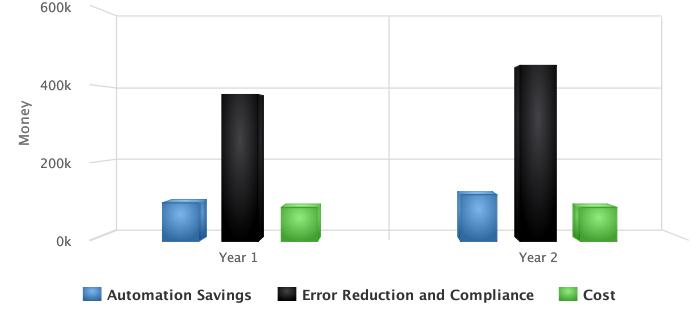 600k
400k
200k
0k
Money
Year 1
Year 2
Automation Savings
Error Reduction and Compliance
Cost